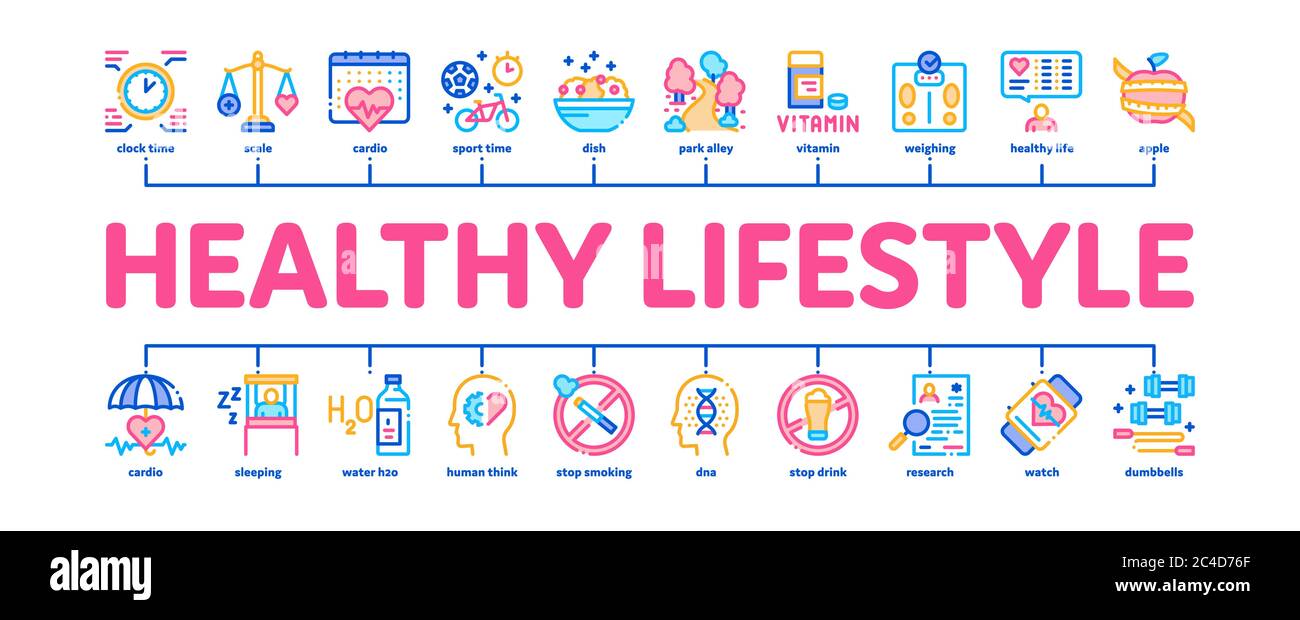 VITAMIN
clock time scale cardio sport time dish park alley vitamin weighing healthy life apple
HEALTHY LIFESTYLE
Z Z Z
H2O
cardio sleeping water h2o human think stop smoking dna stop drink research watch dumbbells
alamy
Image ID: 2C4D76F
www.alamy.com